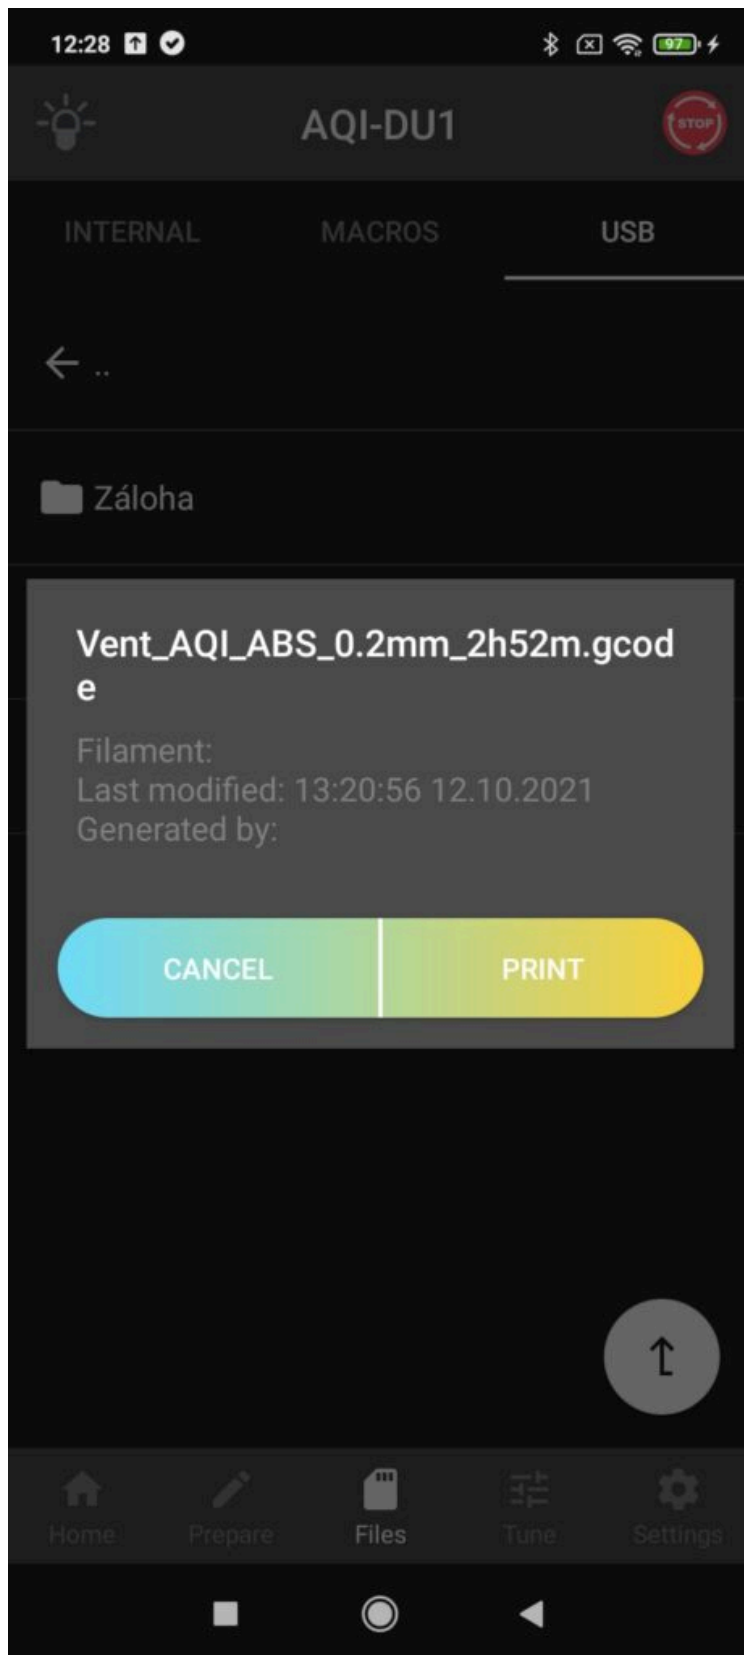 12:28
97
AQI-DU1
STOP
INTERNAL
MACROS
USB
..
Záloha
Vent_AQI_ABS_0.2mm_2h52m.gcod
e
Filament:
Last modified: 13:20:56 12.10.2021
Generated by:
CANCEL
PRINT
Home
Prepare
Files
Tune
Settings